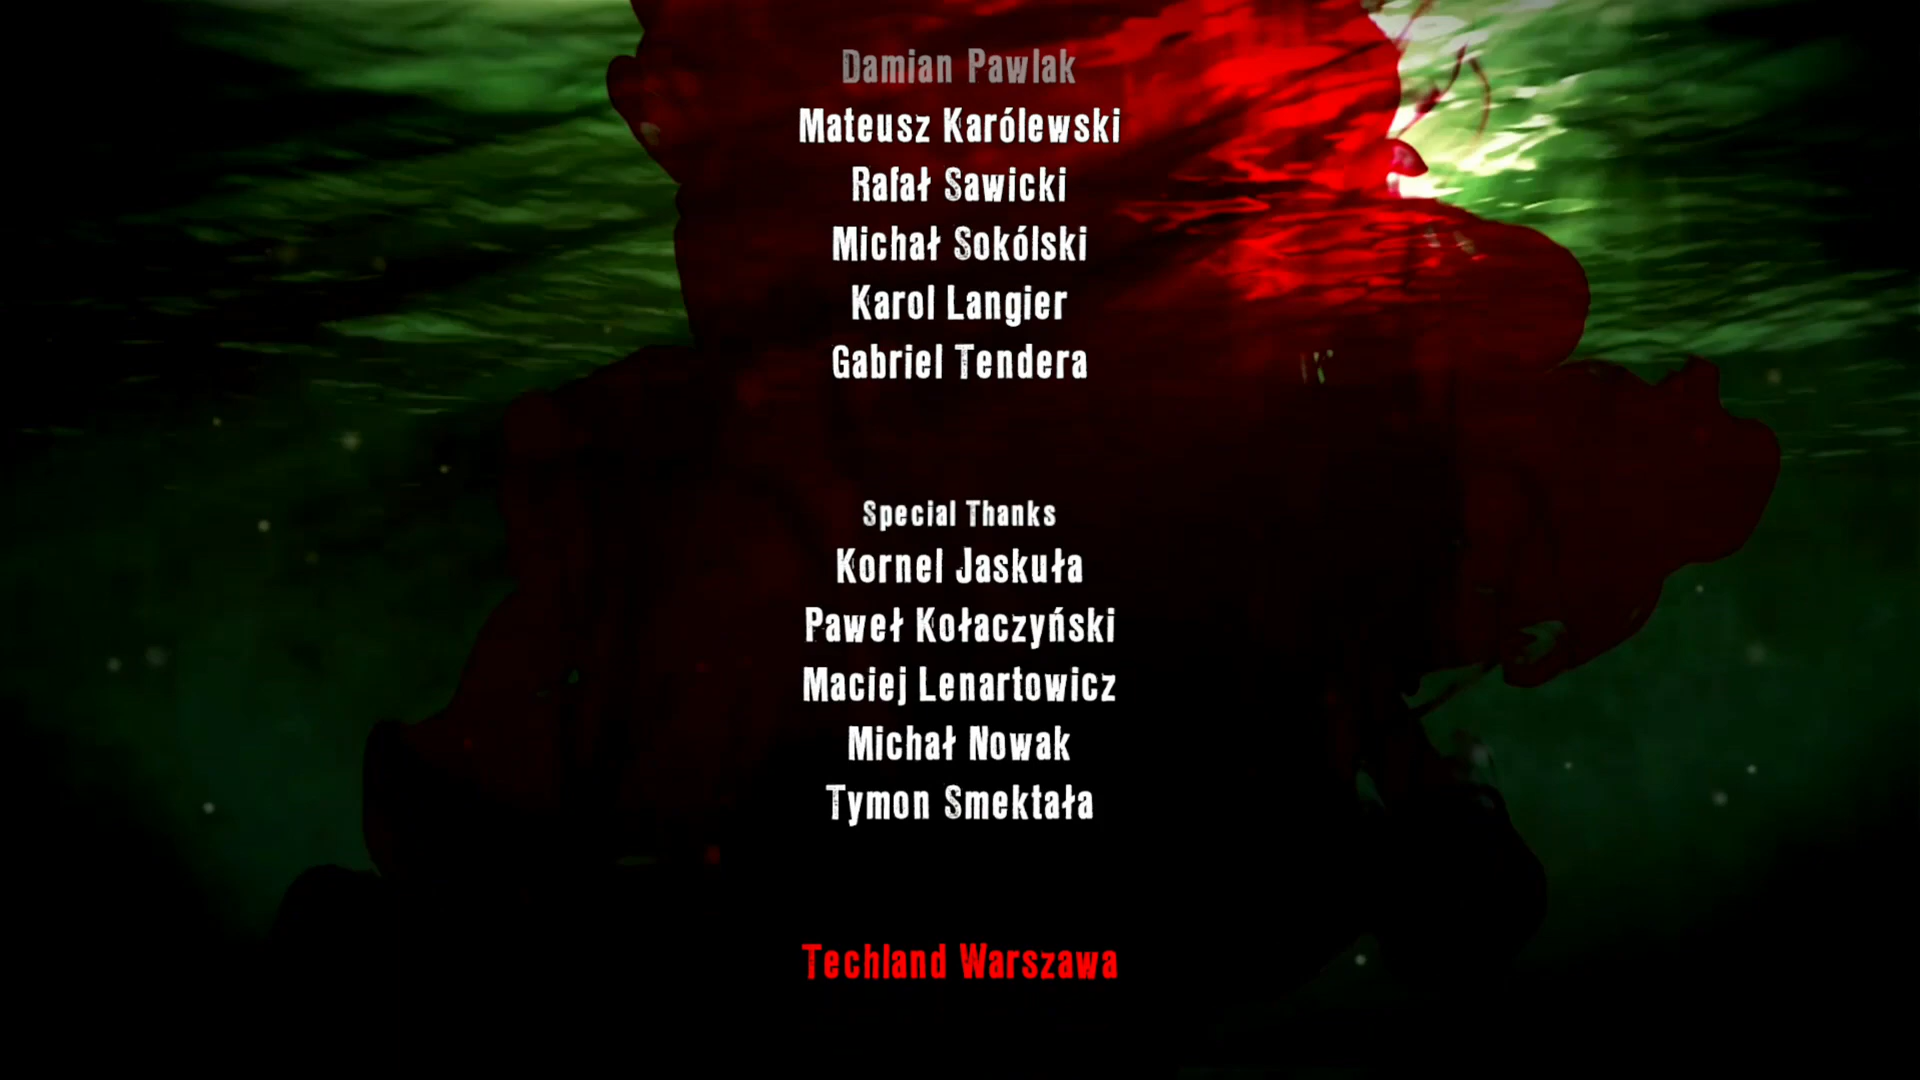 Damian Pawlak
Mateusz Karólewski
Rafał Sawicki
Michał Sokólski
Karol Langier
Gabriel Tendera
Special Thanks
Kornel Jaskuła
Paweł Kołaczyński
Maciej Lenartowicz
Michał Nowak
Tymon Smektała
Techland Warszawa